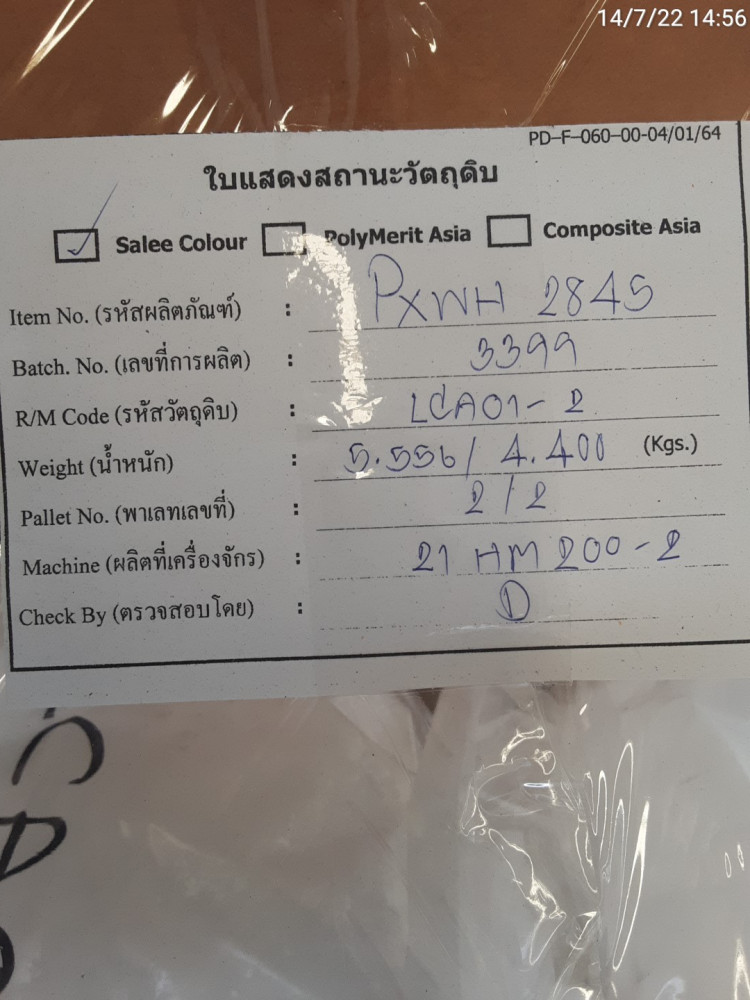 14/7/22 14:56
PD-F-060-00-04/01/64
ใบแสดงสถานะวัตถุดิบ
Salee Colour PolyMerit Asia Composite Asia
Item No. (รหัสผลิตภัณฑ์) : PXWH 2845
Batch. No. (เลขที่การผลิต) : 3399
R/M Code (รหัสวัตถุดิบ) : LCA01-2
Weight (น้ำหนัก) : 5.556/4.400 (Kgs.)
Pallet No. (พาเลทเลขที่) : 2/2
Machine (ผลิตที่เครื่องจักร) : 21 HM 200-2
Check By (ตรวจสอบโดย) : D